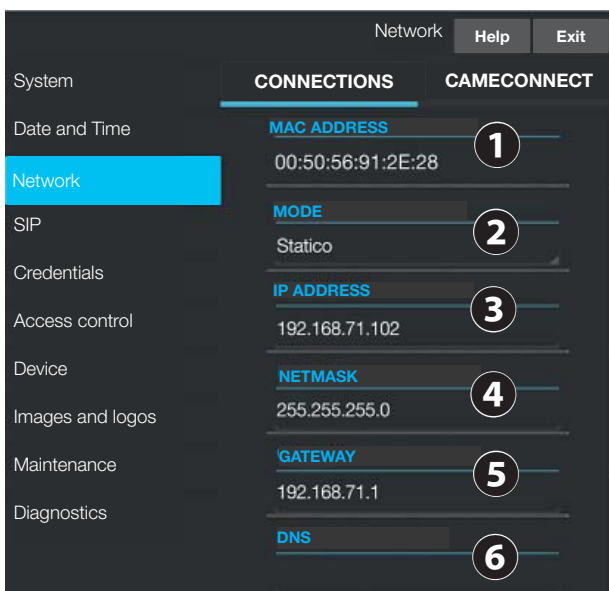 Network Help Exit
System
Date and Time
Network
SIP
Credentials
Access control
Device
Images and logos
Maintenance
Diagnostics
CONNECTIONS CAMECONNECT
MAC ADDRESS
1
00:50:56:91:2E:28
MODE
2
Statico
IP ADDRESS
3
192.168.71.102
NETMASK
4
255.255.255.0
GATEWAY
5
192.168.71.1
DNS
6